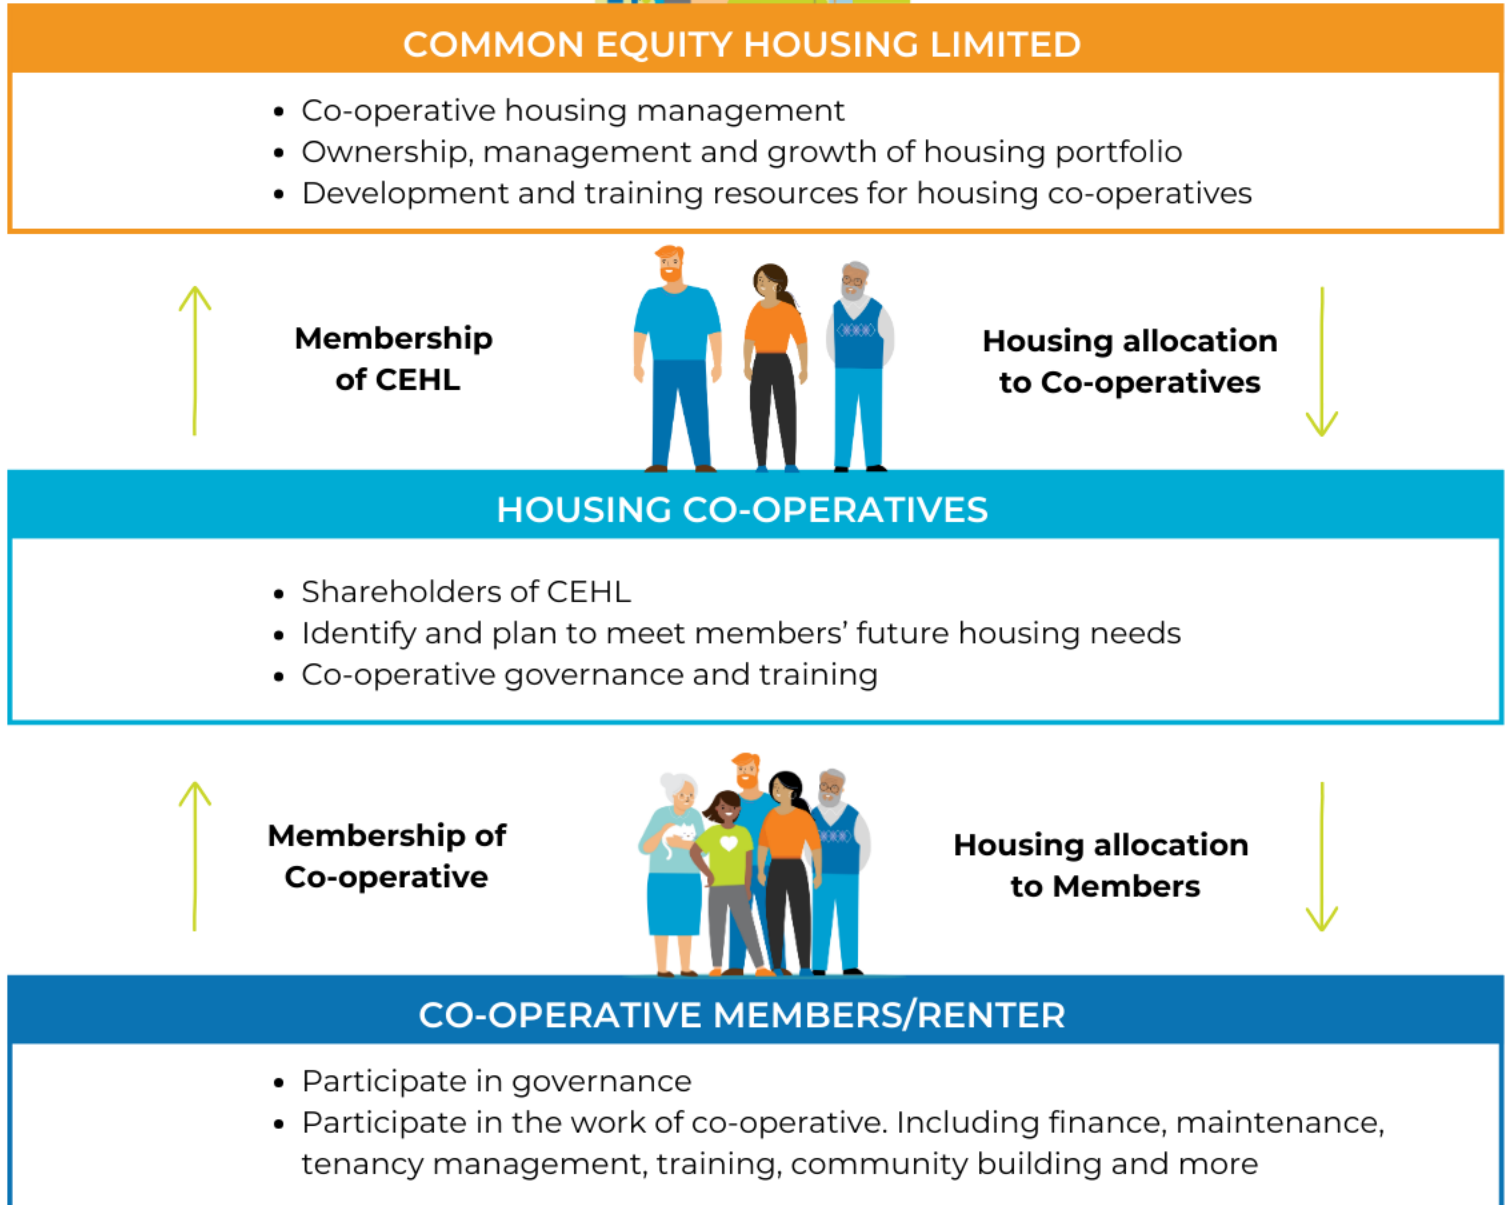 COMMON EQUITY HOUSING LIMITED
• Co-operative housing management
• Ownership, management and growth of housing portfolio
• Development and training resources for housing co-operatives
Membership
of CEHL
Housing allocation
to Co-operatives
HOUSING CO-OPERATIVES
• Shareholders of CEHL
• Identify and plan to meet members’ future housing needs
• Co-operative governance and training
Membership of
Co-operative
Housing allocation
to Members
CO-OPERATIVE MEMBERS/RENTER
• Participate in governance
• Participate in the work of co-operative. Including finance, maintenance,
tenancy management, training, community building and more